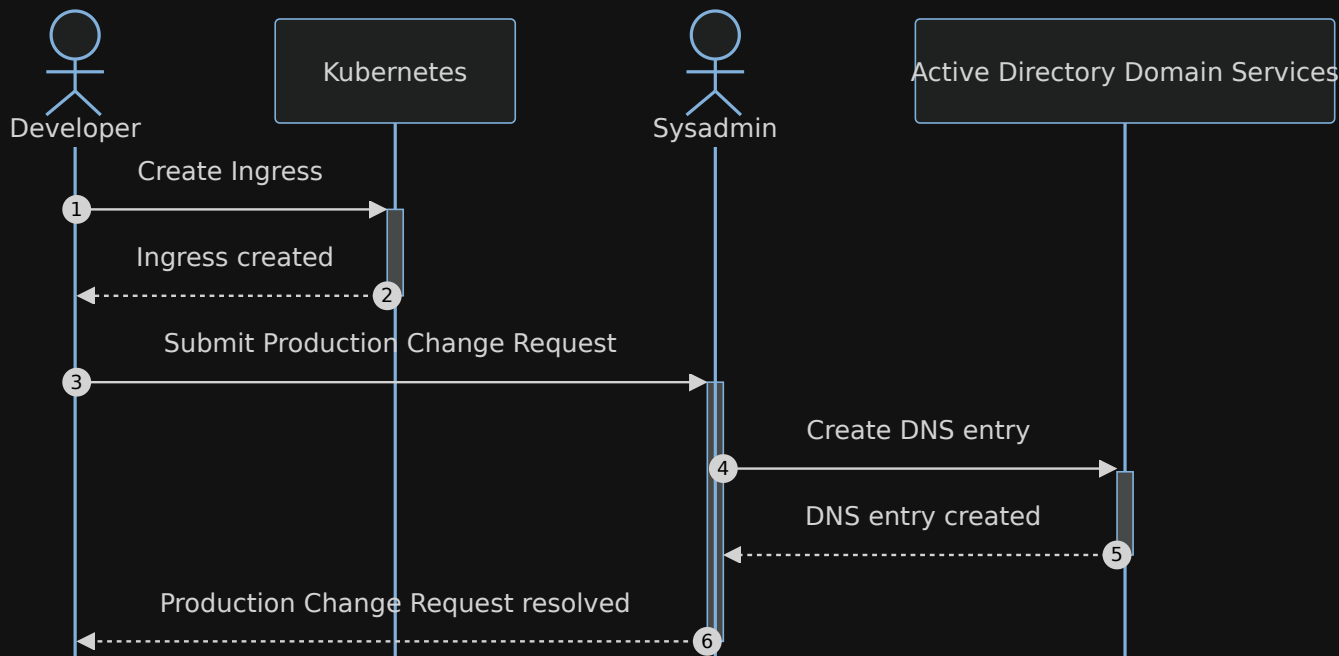 Developer
Kubernetes
Sysadmin
Active Directory Domain Services
Create Ingress
1
Ingress created
2
Submit Production Change Request
3
Create DNS entry
4
DNS entry created
5
Production Change Request resolved
6